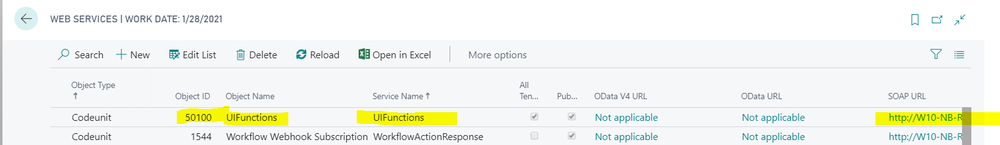 WEB SERVICES | WORK DATE: 1/28/2021
Search New Edit List Delete Reload Open in Excel More options
Object Type Object ID Object Name Service Name All Ten... Pub... OData V4 URL OData URL SOAP URL
Codeunit 50100 UIFunctions UIFunctions Not applicable Not applicable http://W10-NB-R
Codeunit 1544 Workflow Webhook Subscription WorkflowActionResponse Not applicable Not applicable http://W10-NB-R